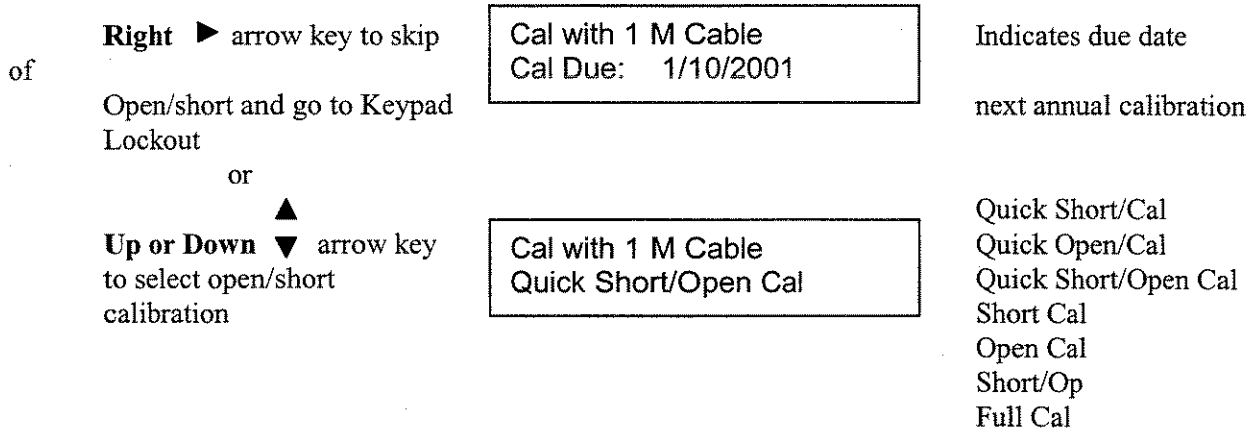 Right ► arrow key to skip
Cal with 1 M Cable
Indicates due date
of
Cal Due: 1/10/2001
Open/short and go to Keypad
next annual calibration
Lockout
or
▲
Quick Short/Cal
Up or Down ▼ arrow key
Cal with 1 M Cable
Quick Open/Cal
to select open/short
Quick Short/Open Cal
Quick Short/Open Cal
calibration
Short Cal
Open Cal
Short/Op
Full Cal